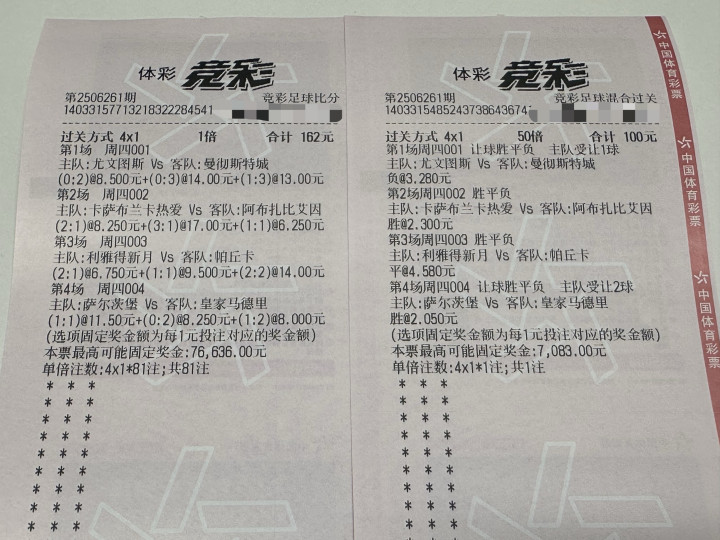 体彩 竞彩
第2506261期 竞彩足球比分
14033157713218322284541
过关方式 4x1 1倍 合计 162元
第1场 周四001
主队:尤文图斯 Vs 客队:曼彻斯特城
(0:2)@8.500元+(0:3)@14.00元+(1:3)@13.00元
第2场 周四002
主队:卡萨布兰卡热爱 Vs 客队:阿布扎比艾因
(2:1)@8.250元+(3:1)@17.00元+(1:1)@6.250元
第3场 周四003
主队:利雅得新月 Vs 客队:帕丘卡
(2:1)@6.750元+(1:1)@9.500元+(2:2)@14.00元
第4场 周四004
主队:萨尔茨堡 Vs 客队:皇家马德里
(1:1)@11.50元+(0:2)@8.250元+(1:2)@8.000元
(选项固定奖金额为每1元投注对应的奖金额)
本票最高可能固定奖金:76,636.00元
单倍注数:4x1*81注;共81注
* * *
* * *
* * *
* * *
* * *
* * *
* * *
* * *
* * *
体彩 竞彩
第2506261期 竞彩足球混合过关
1403315485243738643674
过关方式 4x1 50倍 合计 100元
第1场周四001 让球胜平负 主队受让1球
主队:尤文图斯 Vs 客队:曼彻斯特城
负@3.280元
第2场周四002 胜平负
主队:卡萨布兰卡热爱 Vs 客队:阿布扎比艾因
胜@2.300元
第3场周四003 胜平负
主队:利雅得新月 Vs 客队:帕丘卡
平@4.580元
第4场周四004 让球胜平负 主队受让2球
主队:萨尔茨堡 Vs 客队:皇家马德里
胜@2.050元
(选项固定奖金额为每1元投注对应的奖金额)
本票最高可能固定奖金:7,083.00元
单倍注数:4x1*1注;共1注
* * *
* * *
* * *
* * *
* * *
* * *
* * *
* * *
* * *
中国体育彩票
中国体育彩票
中国体育彩票